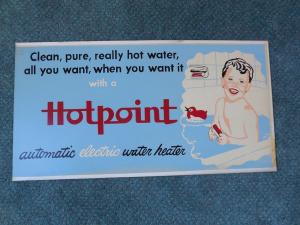 Clean, pure, really hot water,
all you want, when you want it
with a
Hotpoint
automatic electric water heater